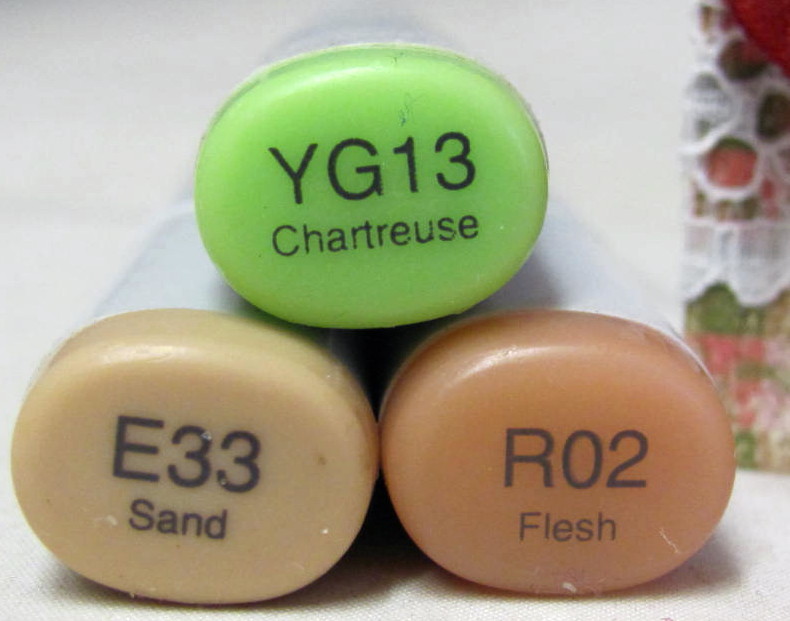 YG13
Chartreuse
E33
Sand
R02
Flesh